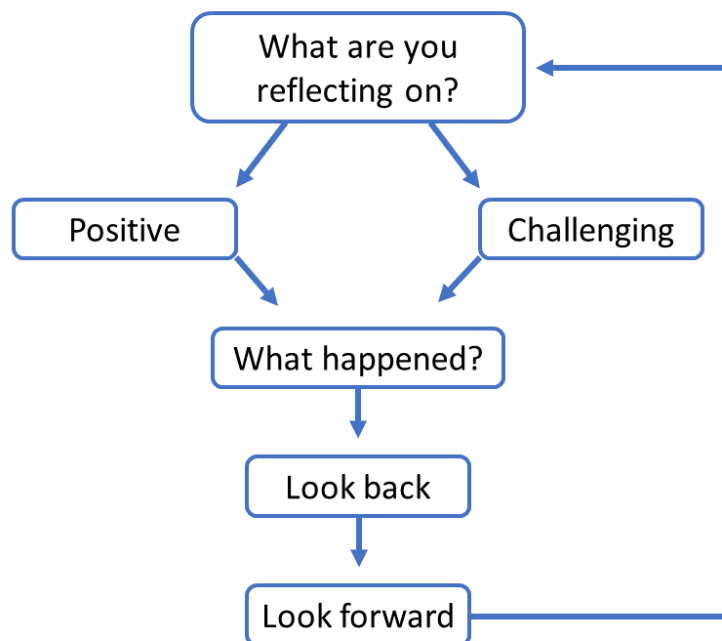 What are you
reflecting on?
Positive
Challenging
What happened?
Look back
Look forward